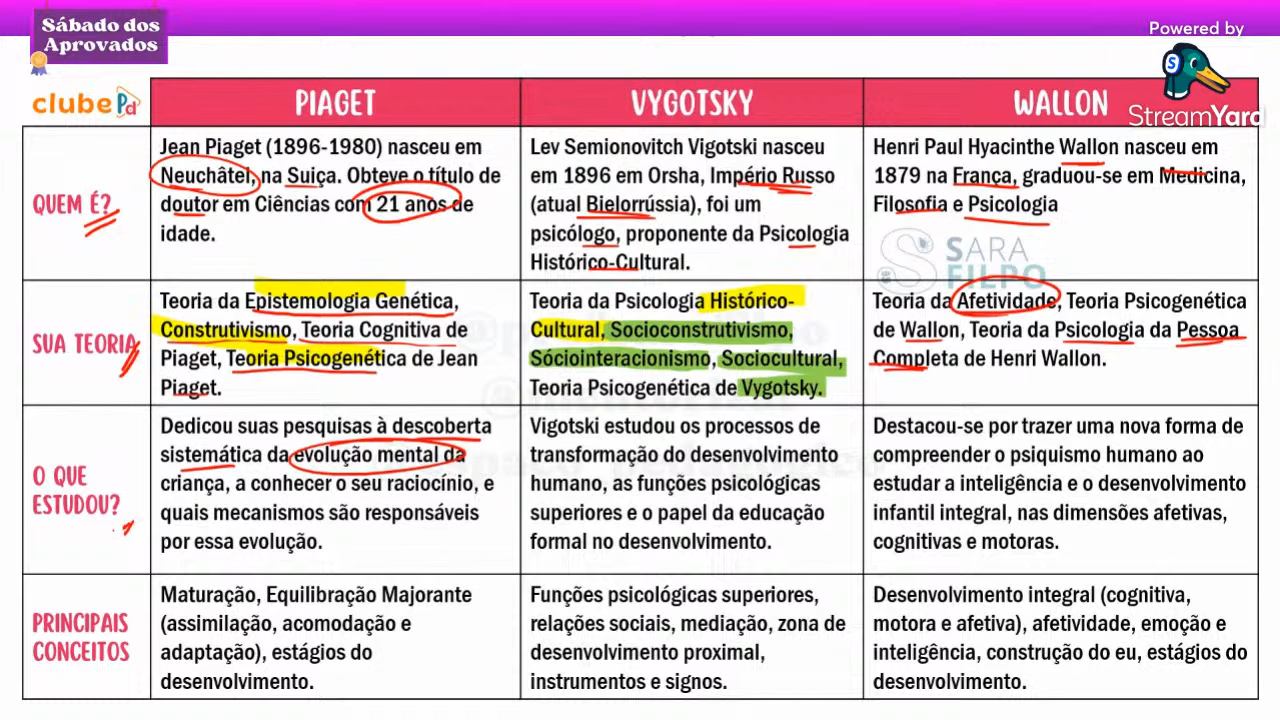 Sábado dos
Aprovados
Powered by
StreamYard
clube Pd
PIAGET
VYGOTSKY
WALLON
QUEM É?
Jean Piaget (1896-1980) nasceu em
Neuchâtel, na Suiça. Obteve o título de
doutor em Ciências com 21 anos de
idade.
Lev Semionovitch Vigotski nasceu
em 1896 em Orsha, Império Russo
(atual Bielorrússia), foi um
psicólogo, proponente da Psicologia
Histórico-Cultural.
Henri Paul Hyacinthe Wallon nasceu em
1879 na França, graduou-se em Medicina,
Filosofia e Psicologia
SARA
FILPO
SUA TEORIA
Teoria da Epistemologia Genética,
Construtivismo, Teoria Cognitiva de
Piaget, Teoria Psicogenética de Jean
Piaget.
Teoria da Psicologia Histórico-
Cultural, Socioconstrutivismo,
Sóciointeracionismo, Sociocultural,
Teoria Psicogenética de Vygotsky.
Teoria da Afetividade, Teoria Psicogenética
de Wallon, Teoria da Psicologia da Pessoa
Completa de Henri Wallon.
O QUE
ESTUDOU?
Dedicou suas pesquisas à descoberta
sistemática da evolução mental da
criança, a conhecer o seu raciocínio, e
quais mecanismos são responsáveis
por essa evolução.
Vigotski estudou os processos de
transformação do desenvolvimento
humano, as funções psicológicas
superiores e o papel da educação
formal no desenvolvimento.
Destacou-se por trazer uma nova forma de
compreender o psiquismo humano ao
estudar a inteligência e o desenvolvimento
infantil integral, nas dimensões afetivas,
cognitivas e motoras.
PRINCIPAIS
CONCEITOS
Maturação, Equilibração Majorante
(assimilação, acomodação e
adaptação), estágios do
desenvolvimento.
Funções psicológicas superiores,
relações sociais, mediação, zona de
desenvolvimento proximal,
instrumentos e signos.
Desenvolvimento integral (cognitiva,
motora e afetiva), afetividade, emoção e
inteligência, construção do eu, estágios do
desenvolvimento.